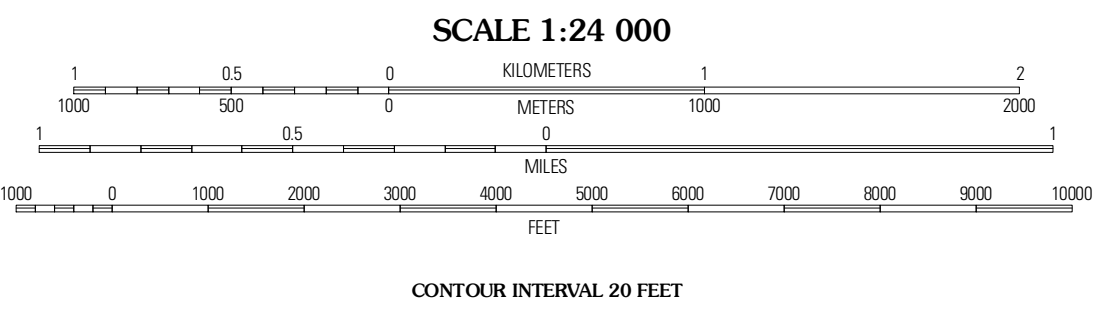 SCALE 1:24 000
1 0.5 0 KILOMETERS 1 2
1000 500 0 METERS 1000 2000
1 0.5 0 1
MILES
1000 0 1000 2000 3000 4000 5000 6000 7000 8000 9000 10000
FEET
CONTOUR INTERVAL 20 FEET